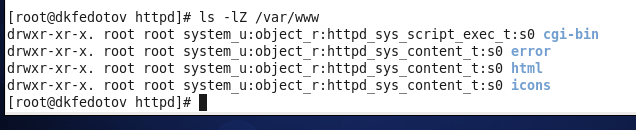 [root@dkfedotov httpd]# ls -lZ /var/www
drwxr-xr-x. root root system_u:object_r:httpd_sys_script_exec_t:s0 cgi-bin
drwxr-xr-x. root root system_u:object_r:httpd_sys_content_t:s0 error
drwxr-xr-x. root root system_u:object_r:httpd_sys_content_t:s0 html
drwxr-xr-x. root root system_u:object_r:httpd_sys_content_t:s0 icons
[root@dkfedotov httpd]#